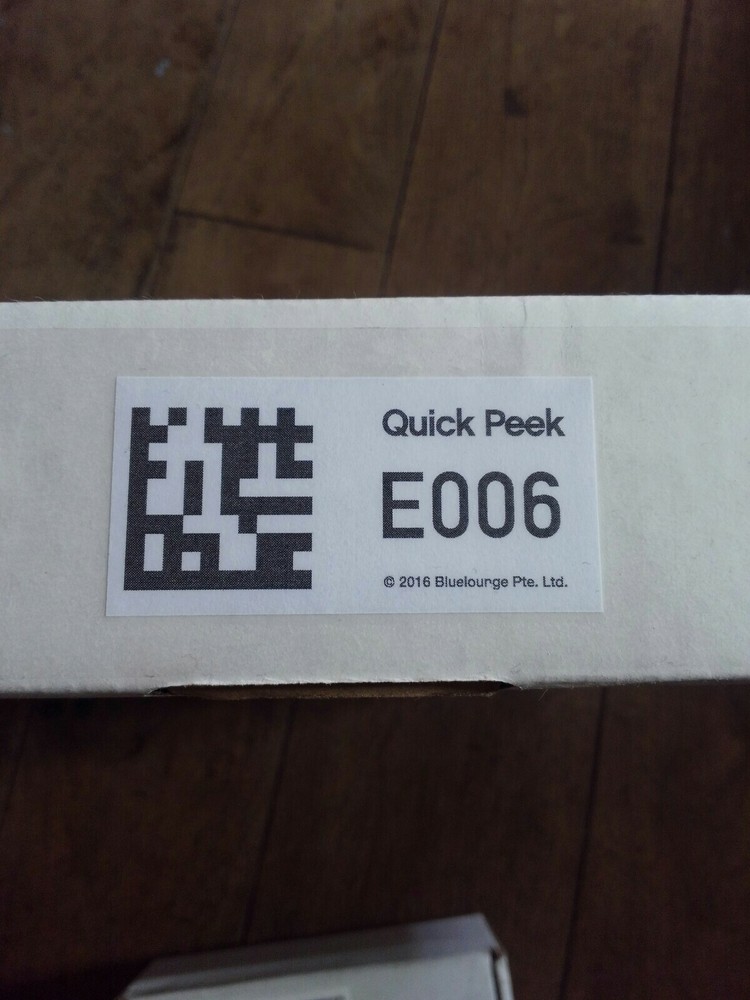 Quick Peek
E006
© 2016 Bluelounge Pte. Ltd.